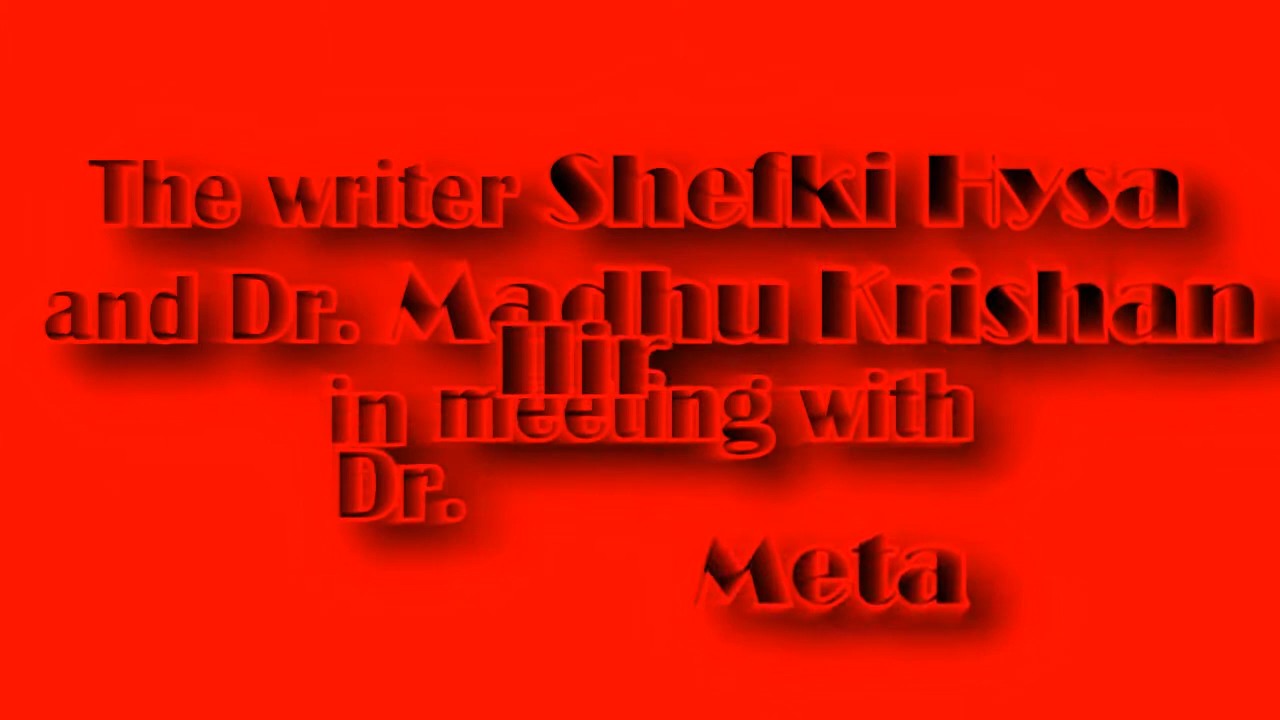 The writer Shefki Hysa
and Dr. Madhu Krishan
Ilir
in meeting with
Dr.
Meta